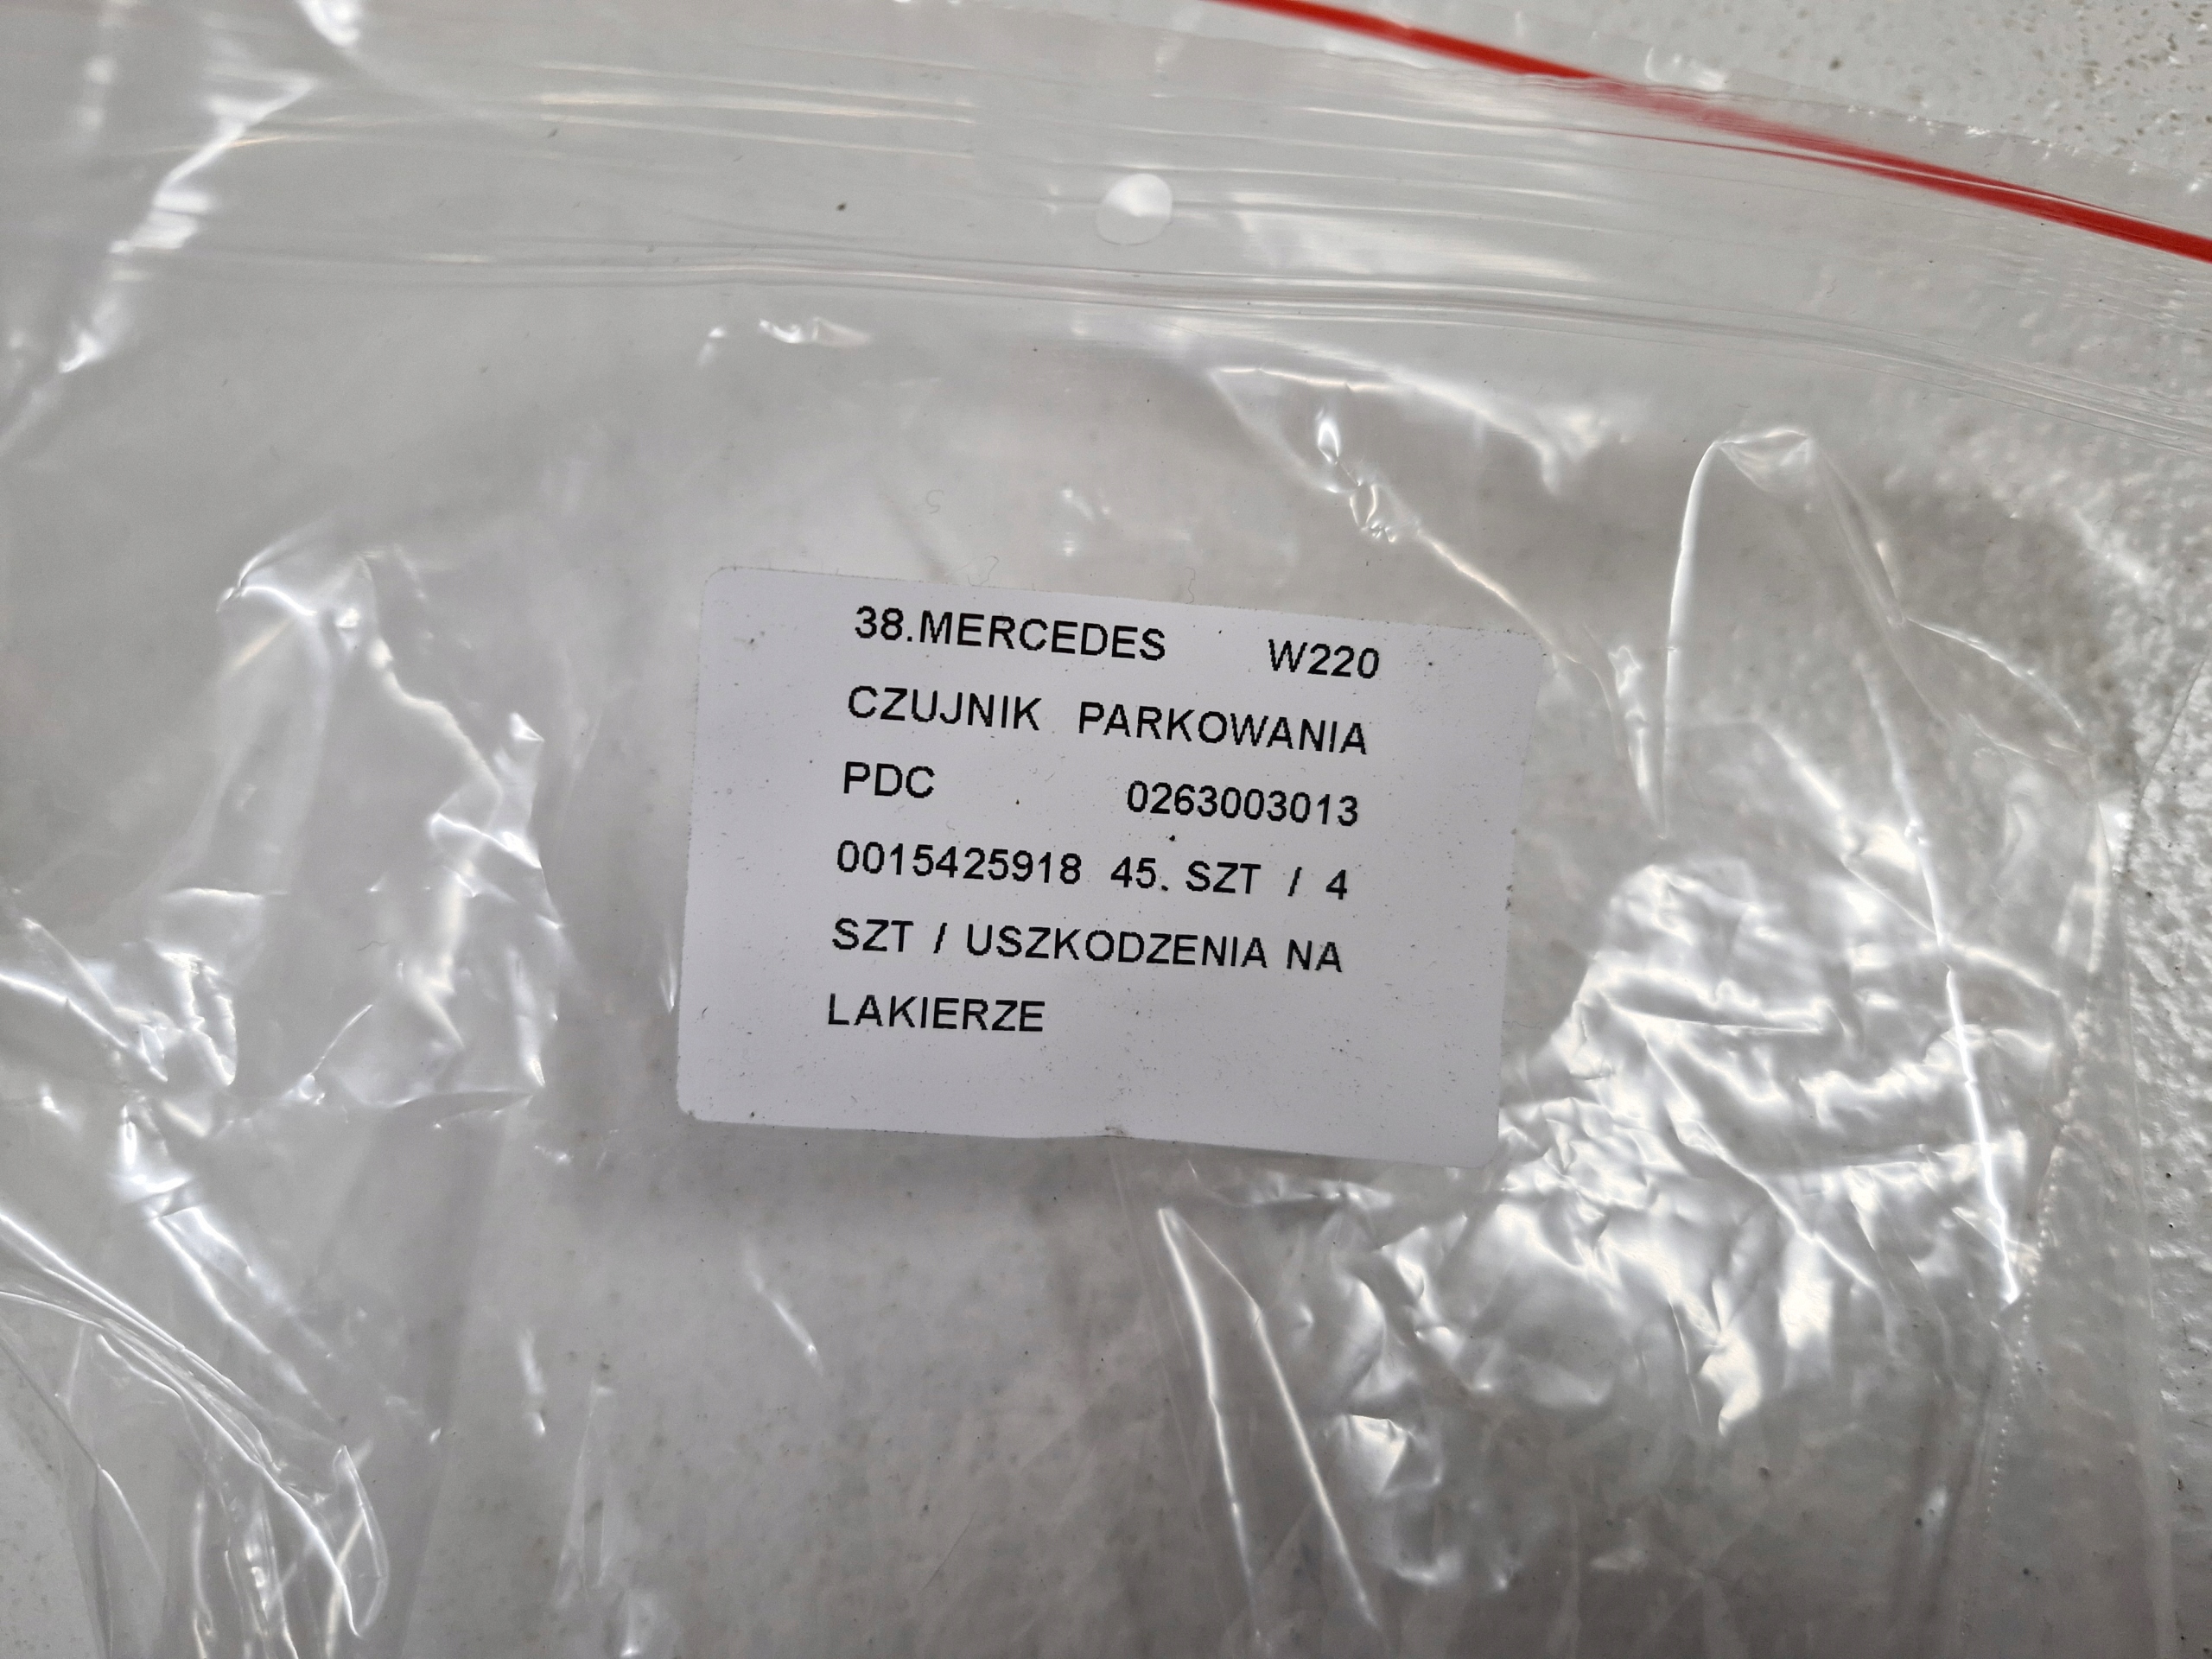 38.MERCEDES W220
CZUJNIK PARKOWANIA
PDC 0263003013
0015425918 45. SZT / 4
SZT / USZKODZENIA NA
LAKIERZE